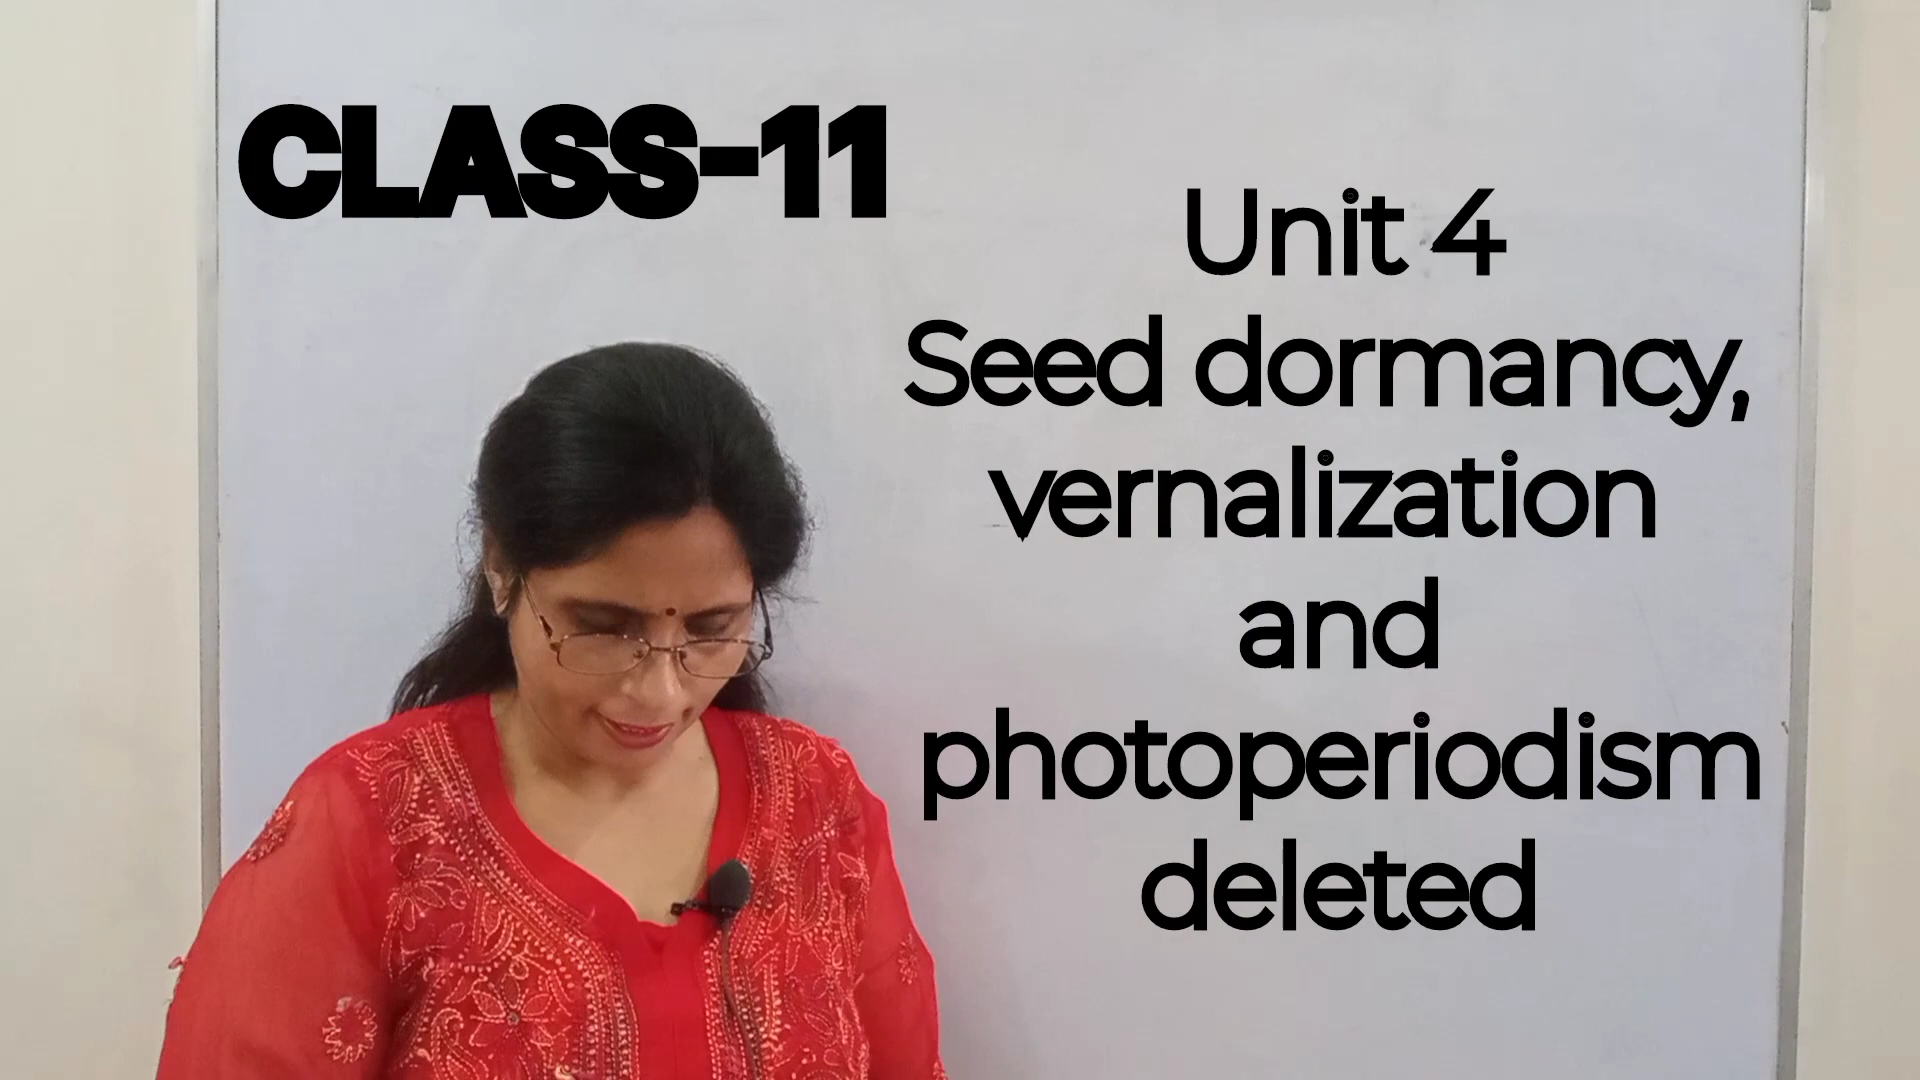 CLASS-11
Unit 4
Seed dormancy,
vernalization
and
photoperiodism
deleted